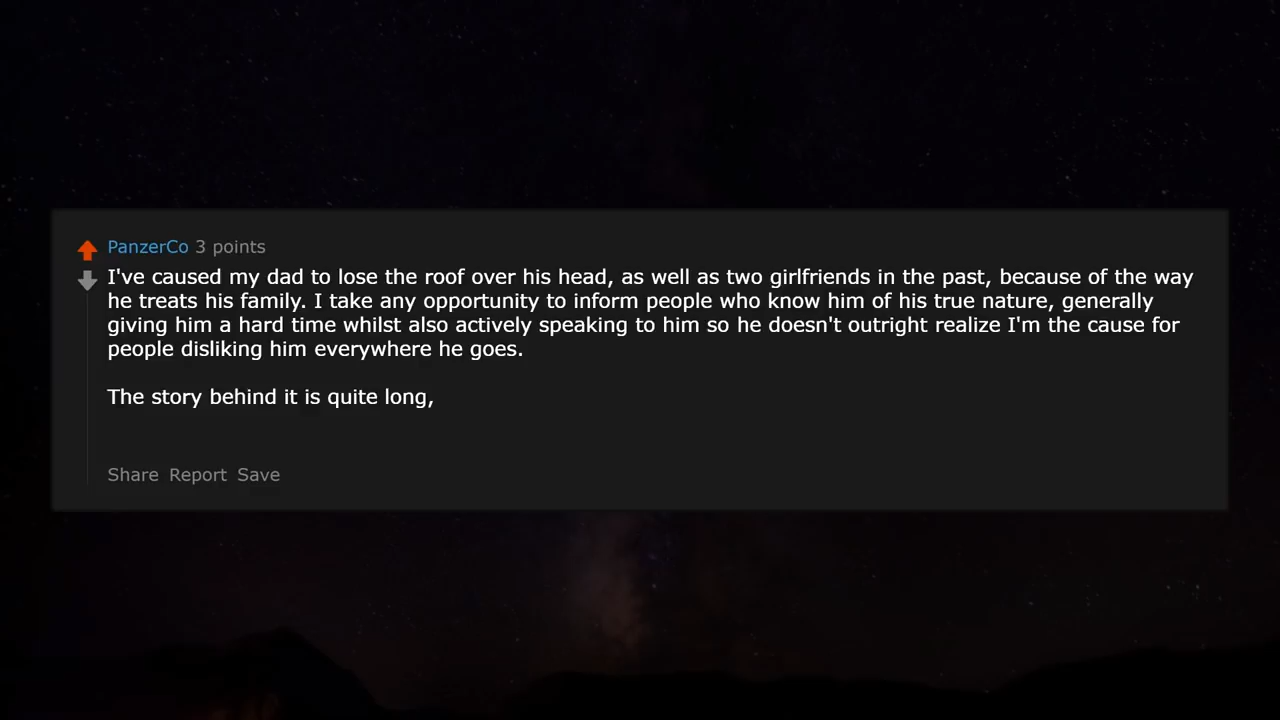 PanzerCo 3 points
I've caused my dad to lose the roof over his head, as well as two girlfriends in the past, because of the way
he treats his family. I take any opportunity to inform people who know him of his true nature, generally
giving him a hard time whilst also actively speaking to him so he doesn't outright realize I'm the cause for
people disliking him everywhere he goes.
The story behind it is quite long,
Share Report Save